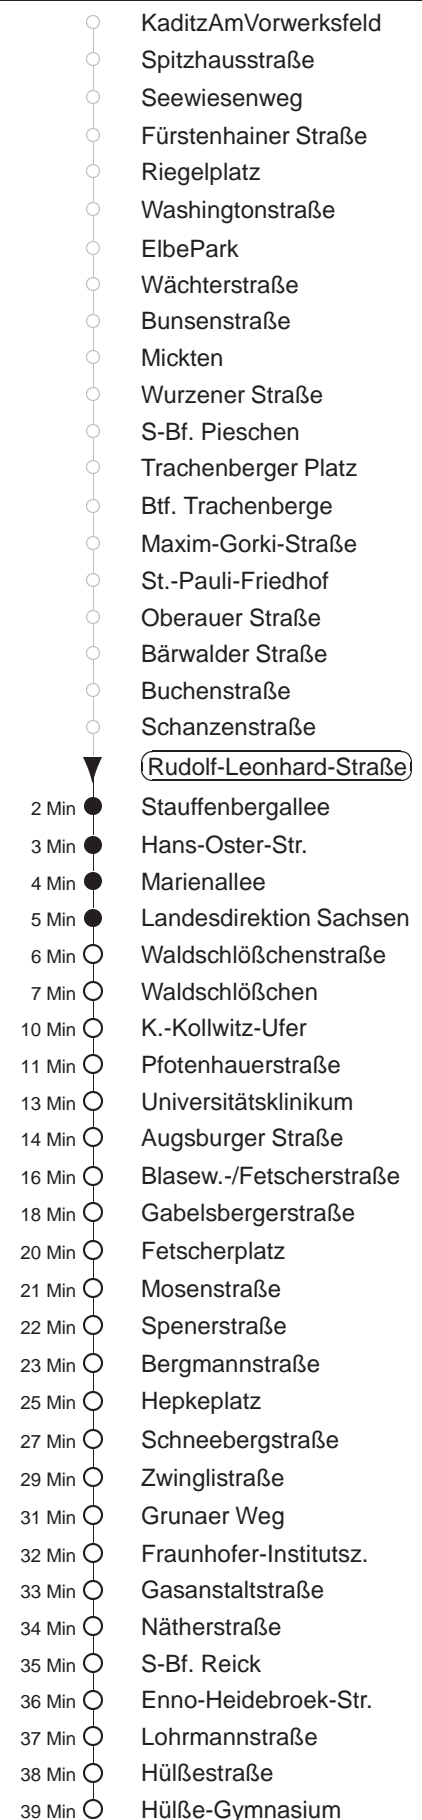 KaditzAmVorwerksfeld
Spitzhausstraße
Seewiesenweg
Fürstenhainer Straße
Riegelplatz
Washingtonstraße
ElbePark
Wächterstraße
Bunsenstraße
Mickten
Wurzener Straße
S-Bf. Pieschen
Trachenberger Platz
Btf. Trachenberge
Maxim-Gorki-Straße
St.-Pauli-Friedhof
Oberauer Straße
Bärwalder Straße
Buchenstraße
Schanzenstraße
Rudolf-Leonhard-Straße
2 Min Stauffenbergallee
3 Min Hans-Oster-Str.
4 Min Marienallee
5 Min Landesdirektion Sachsen
6 Min Waldschlößchenstraße
7 Min Waldschlößchen
10 Min K.-Kollwitz-Ufer
11 Min Pfotenhauerstraße
13 Min Universitätsklinikum
14 Min Augsburger Straße
16 Min Blasew.-/Fetscherstraße
18 Min Gabelsbergerstraße
20 Min Fetscherplatz
21 Min Mosenstraße
22 Min Spenerstraße
23 Min Bergmannstraße
25 Min Hepkeplatz
27 Min Schneebergstraße
29 Min Zwinglistraße
31 Min Grunaer Weg
32 Min Fraunhofer-Institutsz.
33 Min Gasanstaltstraße
34 Min Nätherstraße
35 Min S-Bf. Reick
36 Min Enno-Heidebroek-Str.
37 Min Lohrmannstraße
38 Min Hülßestraße
39 Min Hülße-Gymnasium